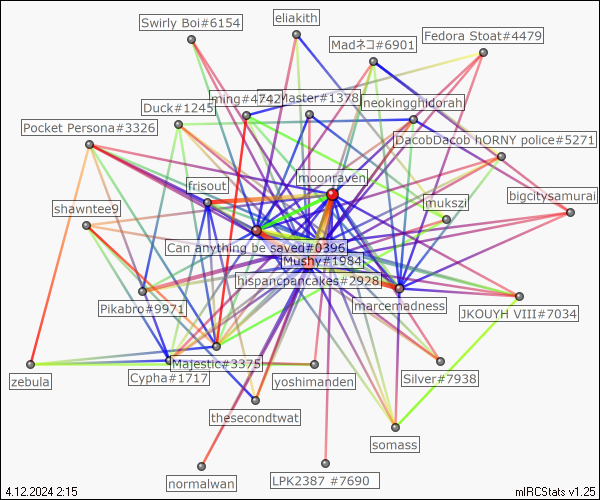 Swirly Boi#6154
eliakith
Madネコ#6901
Fedora Stoat#4479
ming#4742
Master#1378
neokingghidorah
Duck#1245
Pocket Persona#3326
DacobDacob hORNY police#5271
moonraven
frisout
mukszi
bigcitysamurai
shawntee9
Can anything be saved#0396
Mushy#1984
hispancpancakes#2928
marcemadness
Pikabro#9971
JKOUYH VIII#7034
Majestic#3375
Cypha#1717
zebula
yoshimanden
Silver#7938
thesecondtwat
somass
normalwan
LPK2387 #7690
4.12.2024 2:15
mIRCStats v1.25